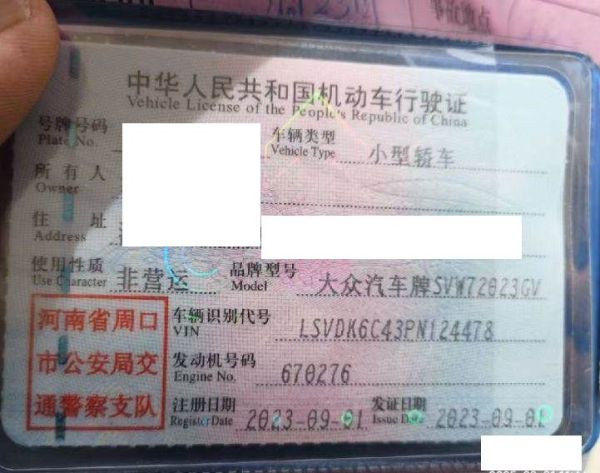 事故地点
中华人民共和国机动车行驶证
Vehicle License of the People's Republic of China
号牌号码
Plate No.
车辆类型 小型轿车
Vehicle Type
所有人
Owner
住址
Address
使用性质 非营运
Use Character
品牌型号 大众汽车牌SVW72023GV
Model
车辆识别代号 LSVDK6C43PN124478
VIN
发动机号码 670276
Engine No.
注册日期 2023-09-01
Register Date
发证日期 2023-09-01
Issue Date
河南省周口
市公安局交
通警察支队